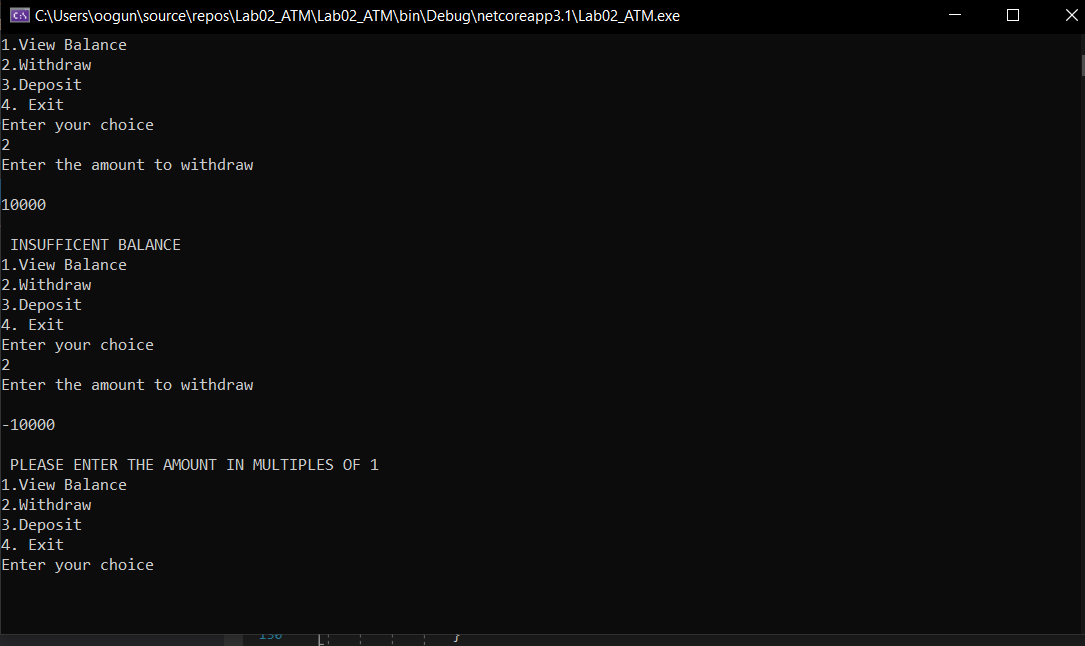 C:\Users\oogun\source\repos\Lab02_ATM\Lab02_ATM\bin\Debug\netcoreapp3.1\Lab02_ATM.exe
1.View Balance
2.Withdraw
3.Deposit
4. Exit
Enter your choice
2
Enter the amount to withdraw
10000
INSUFFICENT BALANCE
1.View Balance
2.Withdraw
3.Deposit
4. Exit
Enter your choice
2
Enter the amount to withdraw
-10000
PLEASE ENTER THE AMOUNT IN MULTIPLES OF 1
1.View Balance
2.Withdraw
3.Deposit
4. Exit
Enter your choice